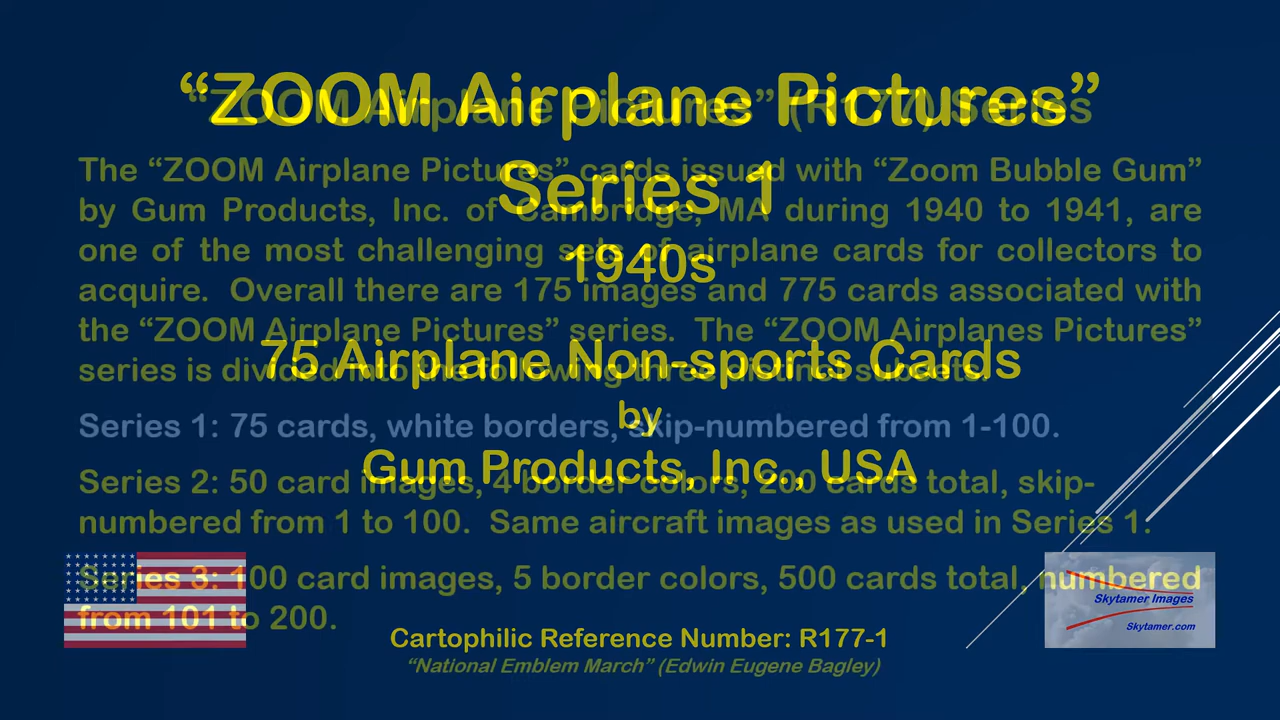 “ZOOM Airplane Pictures”
Series 1
1940s
75 Airplane Non-sports Cards
by
Gum Products, Inc., USA
Cartophilic Reference Number: R177-1
“National Emblem March” (Edwin Eugene Bagley)
“ZOOM Airplane Pictures” (R177) Series
The “ZOOM Airplane Pictures” cards issued with “Zoom Bubble Gum”
by Gum Products, Inc. of Cambridge, MA during 1940 to 1941, are
one of the most challenging sets of airplane cards for collectors to
acquire. Overall there are 175 images and 775 cards associated with
the “ZOOM Airplane Pictures” series. The “ZOOM Airplanes Pictures”
series is divided into the following three distinct subsets.
Series 1: 75 cards, white borders, skip-numbered from 1-100.
Series 2: 50 card images, 4 border colors, 200 cards total, skip-
numbered from 1 to 100. Same aircraft images as used in Series 1.
Series 3: 100 card images, 5 border colors, 500 cards total, numbered
from 101 to 200.
Skytamer Images
Skytamer.com